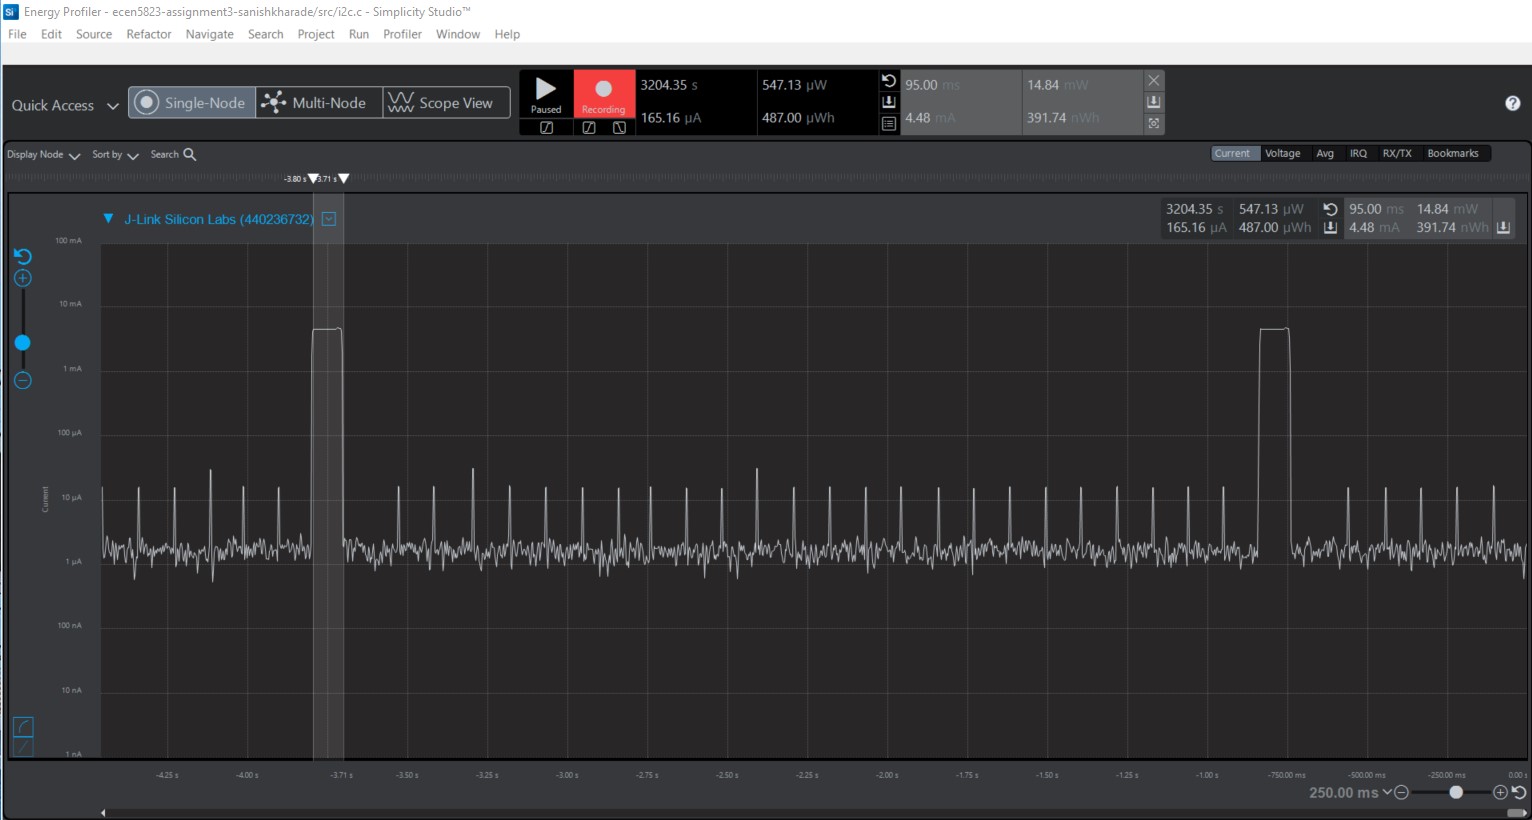 Energy Profiler - ecen5823-assignment3-sanishkharade/src/i2c.c - Simplicity Studio™
File Edit Source Refactor Navigate Search Project Run Profiler Window Help
Quick Access Single-Node Multi-Node Scope View
Paused Recording
3204.35 s 547.13 µW 95.00 ms 14.84 mW
165.16 µA 487.00 µWh 4.48 mA 391.74 nWh
Display Node Sort by Search Current Voltage Avg IRQ RX/TX Bookmarks
-3.80 s -3.71 s
J-Link Silicon Labs (440236732)
3204.35 s 547.13 µW 95.00 ms 14.84 mW
165.16 µA 487.00 µWh 4.48 mA 391.74 nWh
100 mA
10 mA
1 mA
100 µA
10 µA
Current
1 µA
100 nA
10 nA
1 nA
-4.25 s -4.00 s -3.71 s -3.50 s -3.25 s -3.00 s -2.75 s -2.50 s -2.25 s -2.00 s -1.75 s -1.50 s -1.25 s -1.00 s -750.00 ms -500.00 ms -250.00 ms 0.00 s
250.00 ms